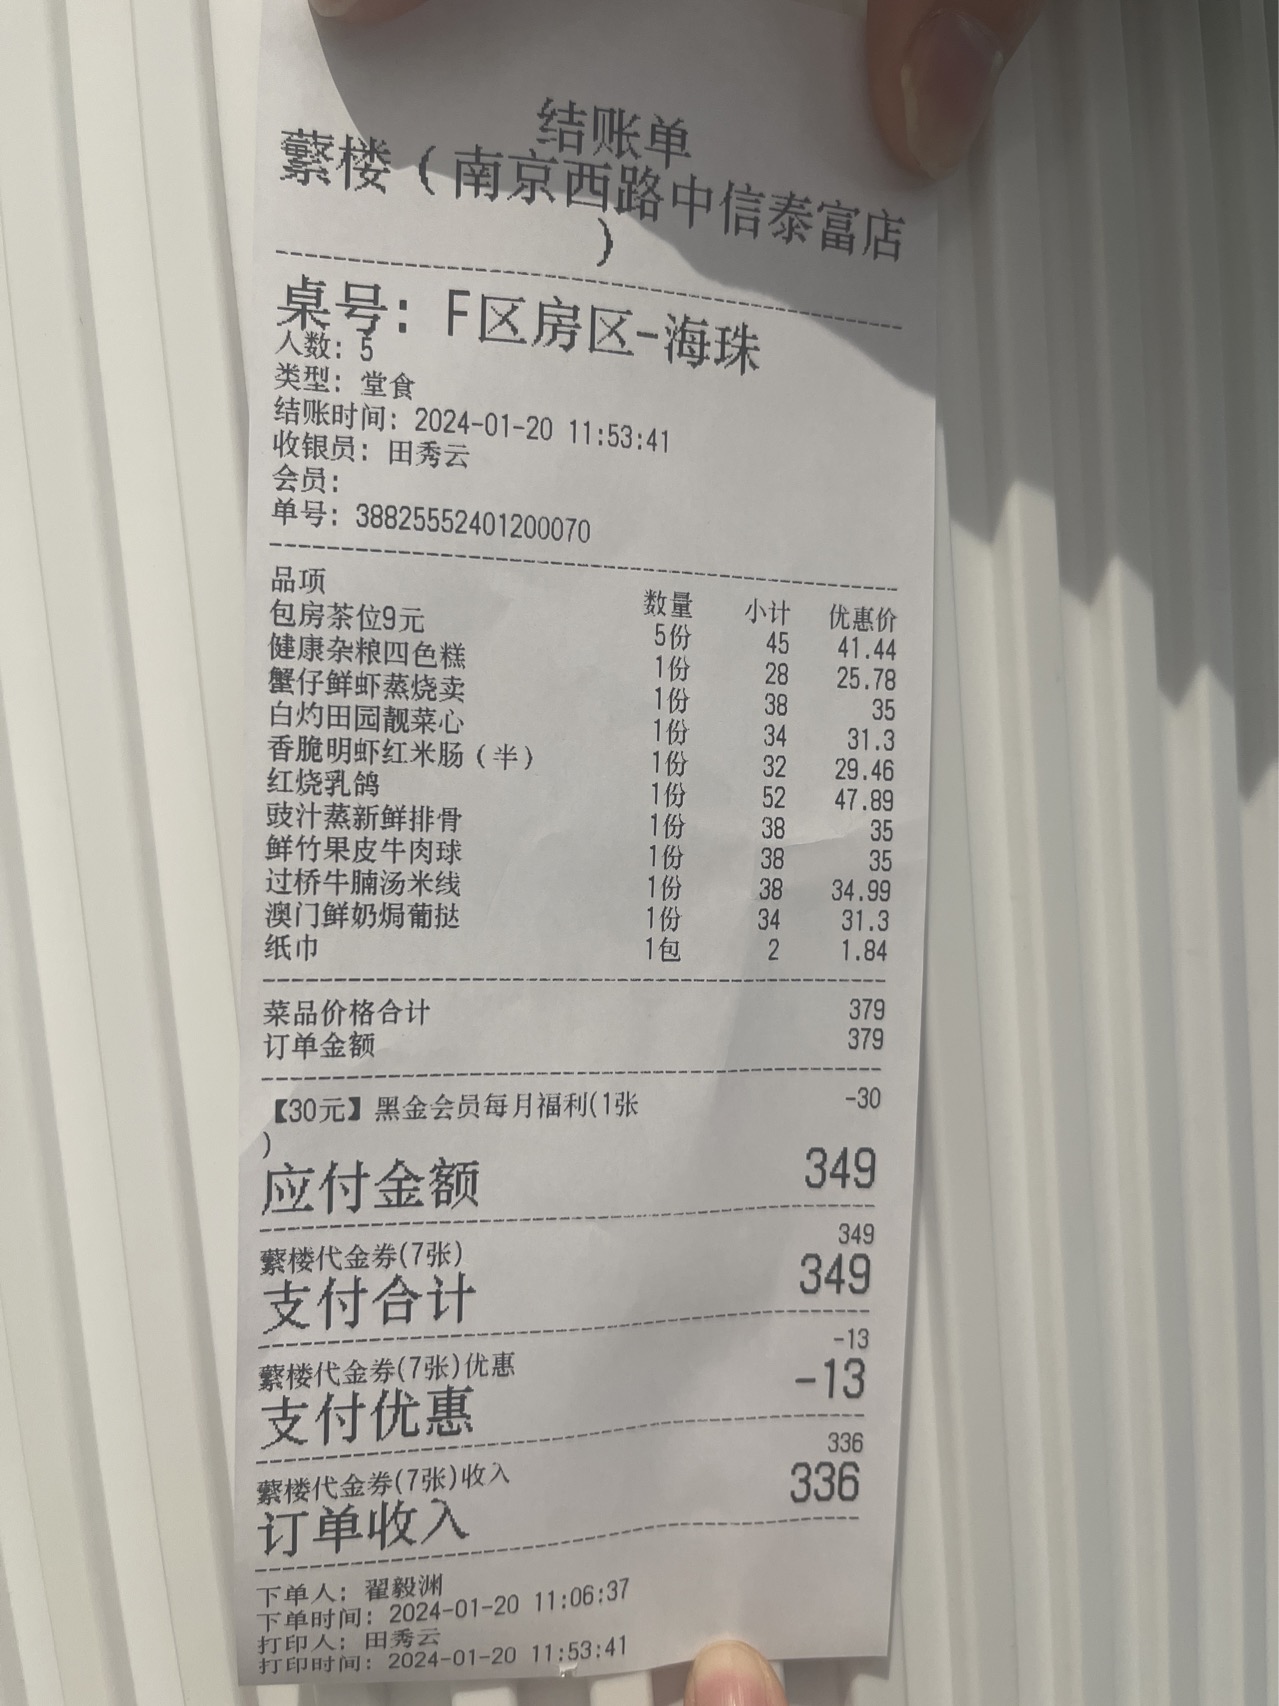 结账单
蘩楼（南京西路中信泰富店
）
桌号：F区房区-海珠
人数：5
类型：堂食
结账时间：2024-01-20 11:53:41
收银员：田秀云
会员：
单号：38825552401200070
品项 数量 小计 优惠价
包房茶位9元 5份 45 41.44
健康杂粮四色糕 1份 28 25.78
蟹仔鲜虾蒸烧卖 1份 38 35
白灼田园靓菜心 1份 34 31.3
香脆明虾红米肠（半） 1份 32 29.46
红烧乳鸽 1份 52 47.89
豉汁蒸新鲜排骨 1份 38 35
鲜竹果皮牛肉球 1份 38 35
过桥牛腩汤米线 1份 38 34.99
澳门鲜奶焗葡挞 1份 34 31.3
纸巾 1包 2 1.84
菜品价格合计 379
订单金额 379
【30元】黑金会员每月福利(1张 -30
)
应付金额 349
蘩楼代金券(7张) 349
支付合计 349
蘩楼代金券(7张)优惠 -13
支付优惠 -13
蘩楼代金券(7张)收入 336
订单收入 336
下单人：翟毅渊
下单时间：2024-01-20 11:06:37
打印人：田秀云
打印时间：2024-01-20 11:53:41